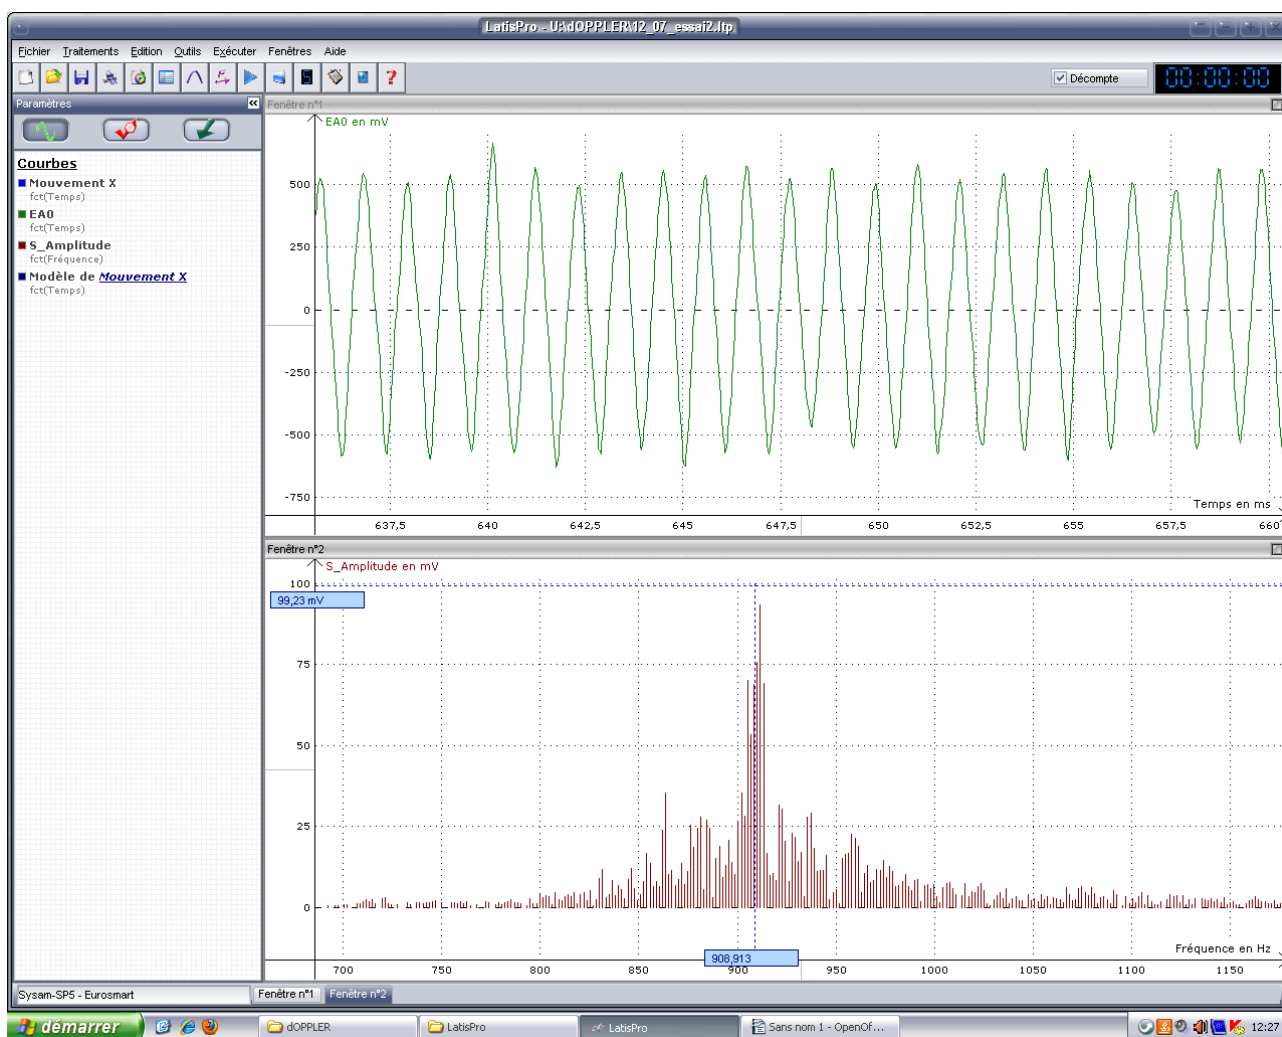 LatisPro - U:\dOPPLER\12_07_essai2.ltp
Fichier Traitements Edition Outils Exécuter Fenêtres Aide
Décompte 00:00:00
Paramètres
Fenêtre n°1
Courbes
Mouvement X
fct(Temps)
EA0
fct(Temps)
S_Amplitude
fct(Fréquence)
Modèle de Mouvement X
fct(Temps)
EA0 en mV
500
250
0
-250
-500
-750
Temps en ms
637,5 640 642,5 645 647,5 650 652,5 655 657,5 660
Fenêtre n°2
S_Amplitude en mV
100
99,23 mV
75
50
25
0
Fréquence en Hz
908,913
700 750 800 850 900 950 1000 1050 1100 1150
Sysam-SP5 - Eurosmart
Fenêtre n°1 Fenêtre n°2
démarrer dOPPLER LatisPro LatisPro Sans nom 1 - OpenOf... 12:27